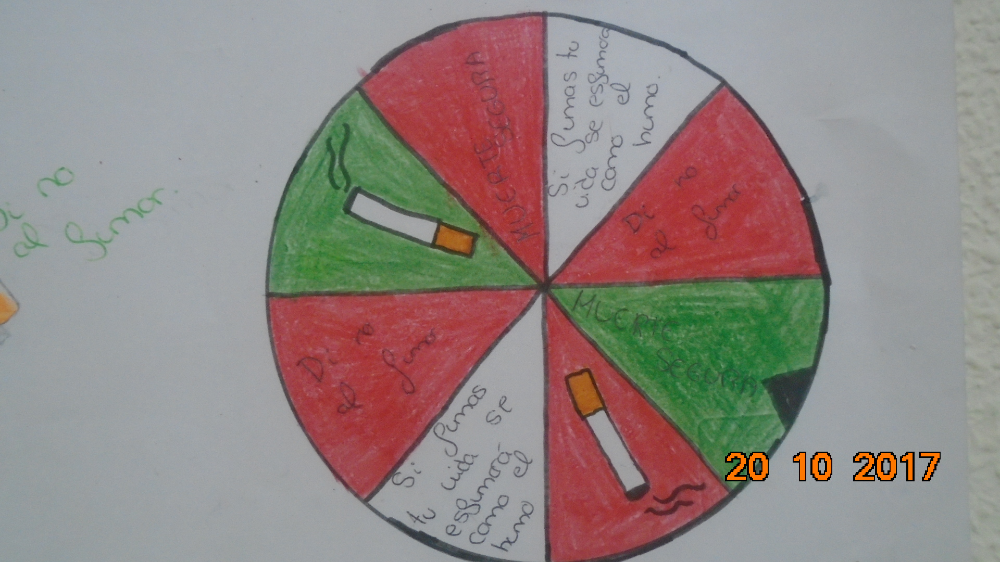 Di no
al fumar.
MUERTE SEGURA
Si fumas tu
vida se esfumará
como el
humo.
Di no
al fumar
MUERTE
SEGURA
Di no
al fumar
Si fumas
tu vida se
esfumará
como el
humo
20 10 2017